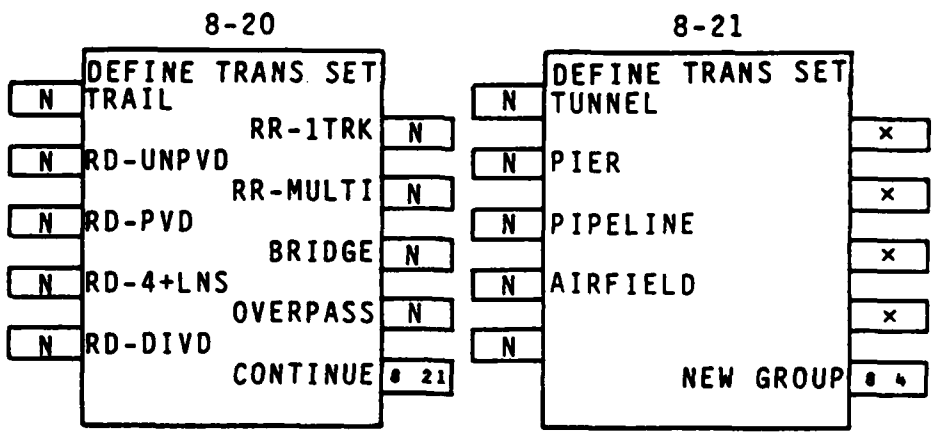 8-20
DEFINE TRANS SET
N TRAIL
RR-1TRK N
N RD-UNPVD
RR-MULTI N
N RD-PVD
BRIDGE N
N RD-4+LNS
OVERPASS N
N RD-DIVD
CONTINUE 8 21
8-21
DEFINE TRANS SET
N TUNNEL
×
N PIER
×
N PIPELINE
×
N AIRFIELD
×
N
NEW GROUP 8 4